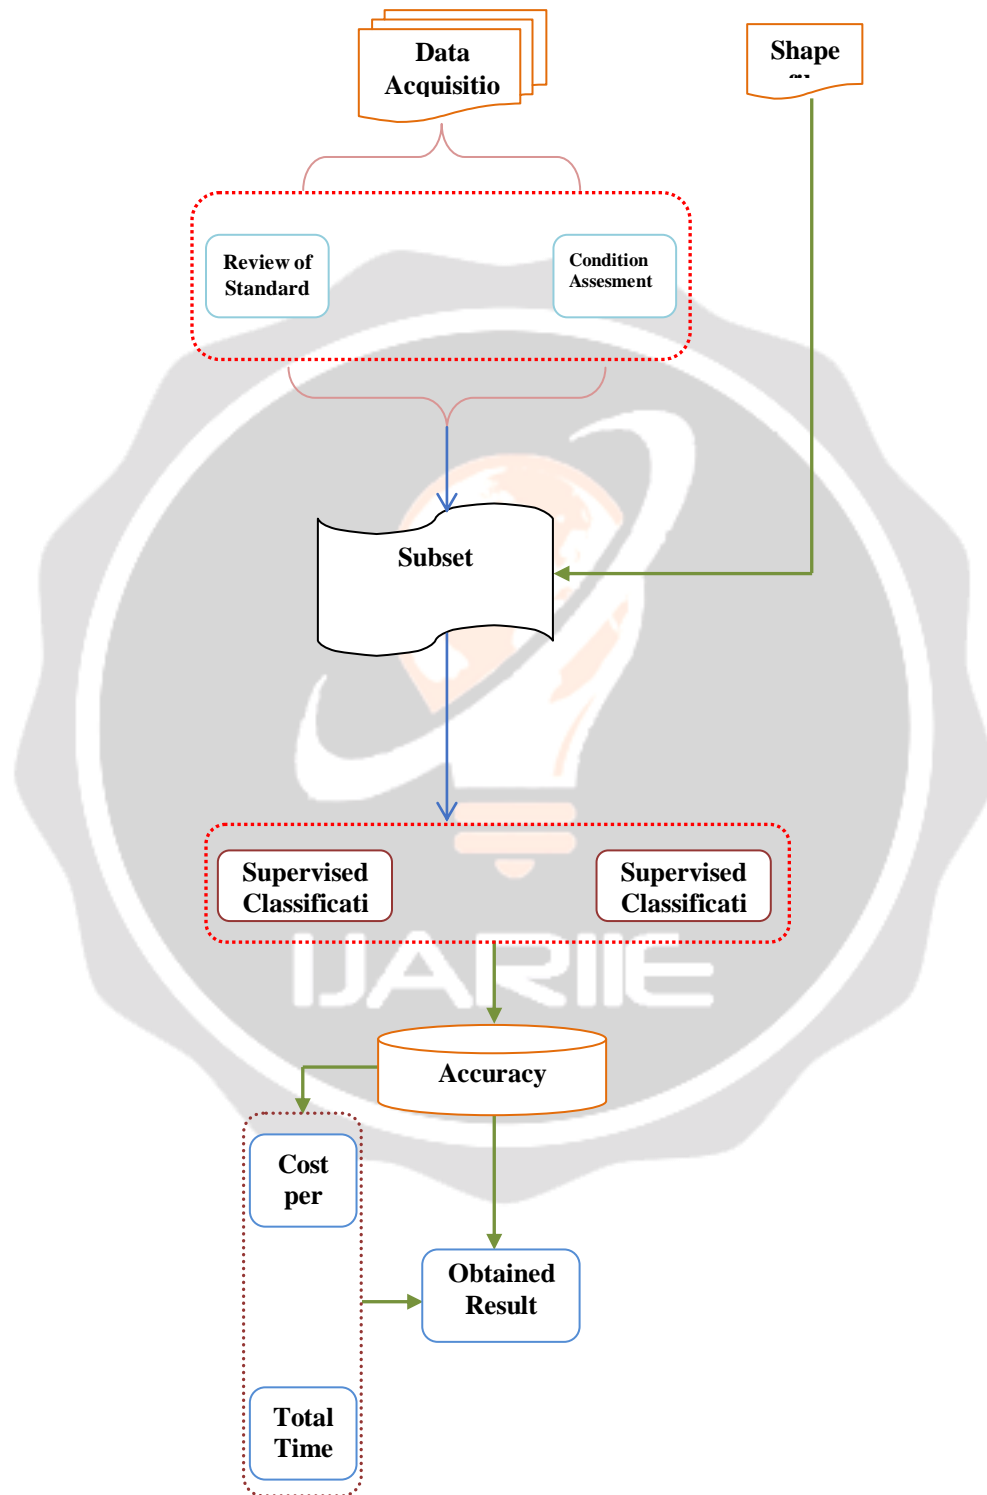 Data
Acquisitio
Shape
Review of
Standard
Condition
Assesment
Subset
Supervised
Classificati
Supervised
Classificati
IJARIIE
Accuracy
Cost
per
Obtained
Result
Total
Time